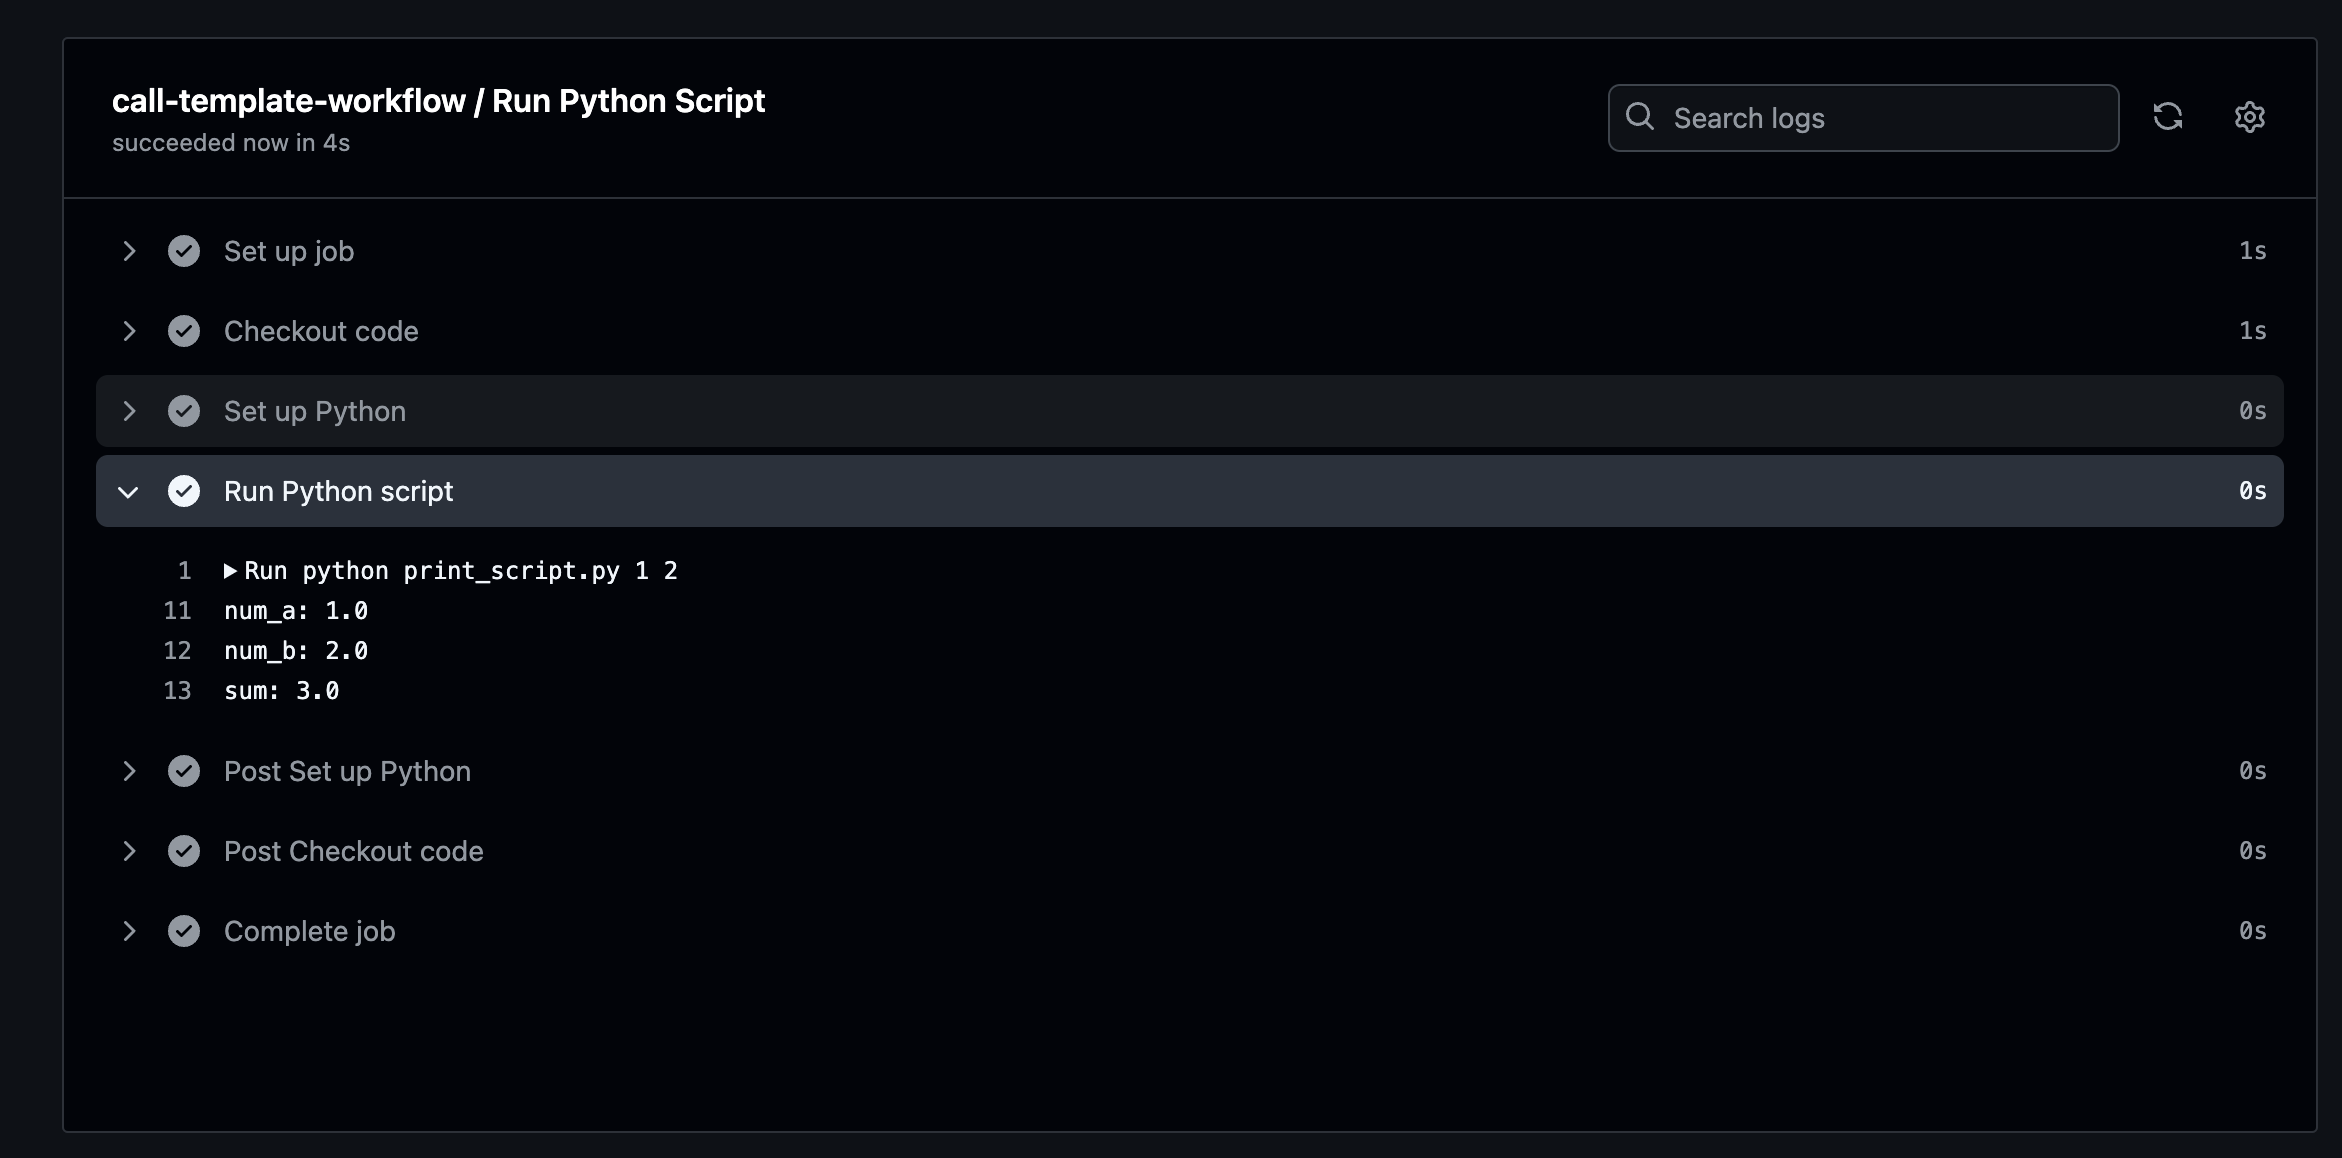 call-template-workflow / Run Python Script
succeeded now in 4s
Search logs
Set up job 1s
Checkout code 1s
Set up Python 0s
Run Python script 0s
1 Run python print_script.py 1 2
11 num_a: 1.0
12 num_b: 2.0
13 sum: 3.0
Post Set up Python 0s
Post Checkout code 0s
Complete job 0s